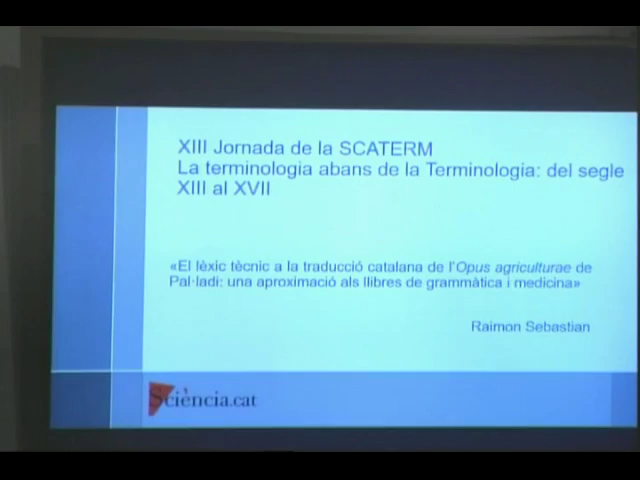 XIII Jornada de la SCATERM
La terminologia abans de la Terminologia: del segle
XIII al XVII
«El lèxic tècnic a la traducció catalana de l'Opus agriculturae de
Pal·ladi: una aproximació als llibres de grammàtica i medicina»
Raimon Sebastian
Sciència.cat